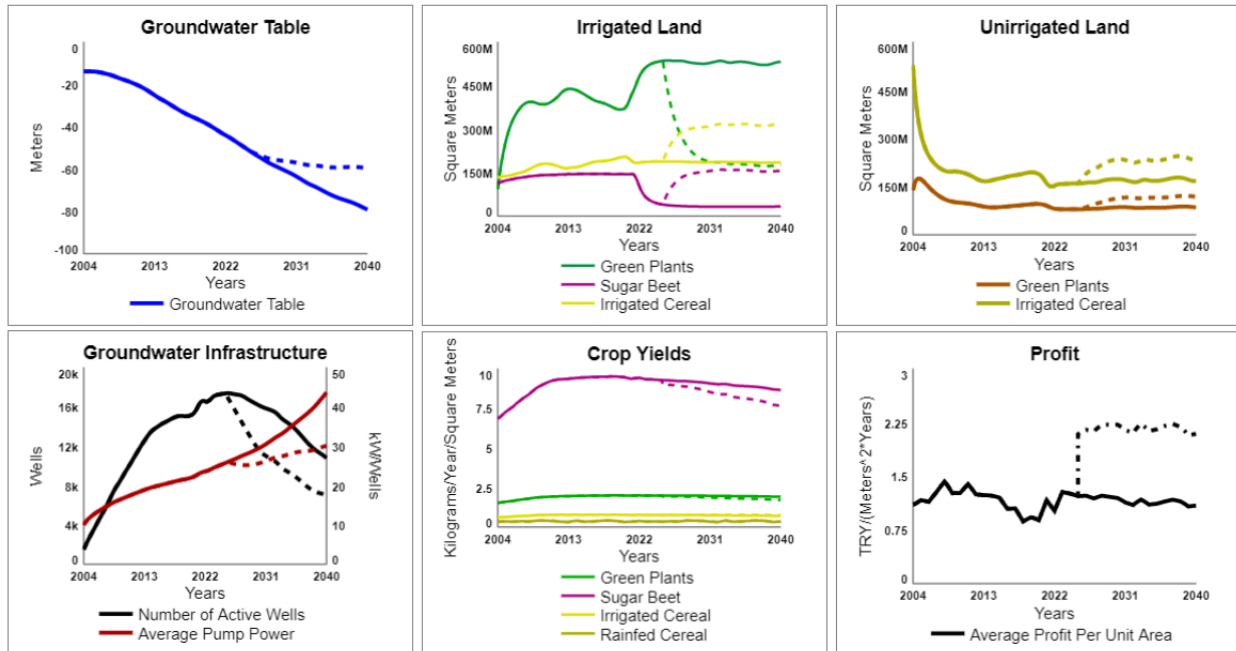 Groundwater Table
0
-20
-40
-60
-80
-100
Meters
2004 2013 2022 2031 2040
Years
Groundwater Table
Irrigated Land
600M
450M
300M
150M
0
Square Meters
2004 2013 2022 2031 2040
Years
Green Plants
Sugar Beet
Irrigated Cereal
Unirrigated Land
600M
450M
300M
150M
0
Square Meters
2004 2013 2022 2031 2040
Years
Green Plants
Irrigated Cereal
Groundwater Infrastructure
20k
16k
12k
8k
4k
0
Wells
50
40
30
20
10
0
kW/Wells
2004 2013 2022 2031 2040
Years
Number of Active Wells
Average Pump Power
Crop Yields
10
7.5
5
2.5
0
Kilograms/Year/Square Meters
2004 2013 2022 2031 2040
Years
Green Plants
Sugar Beet
Irrigated Cereal
Rainfed Cereal
Profit
3
2.25
1.5
0.75
0
TRY/(Meters^2*Years)
2004 2013 2022 2031 2040
Years
Average Profit Per Unit Area